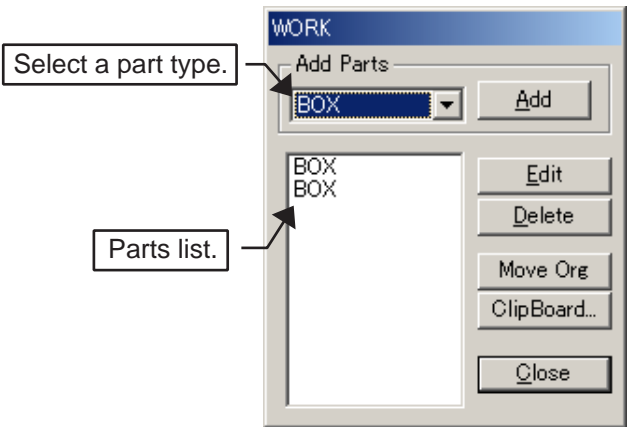 WORK
Add Parts
Select a part type.
BOX
Add
BOX
BOX
Edit
Delete
Parts list.
Move Org
ClipBoard...
Close